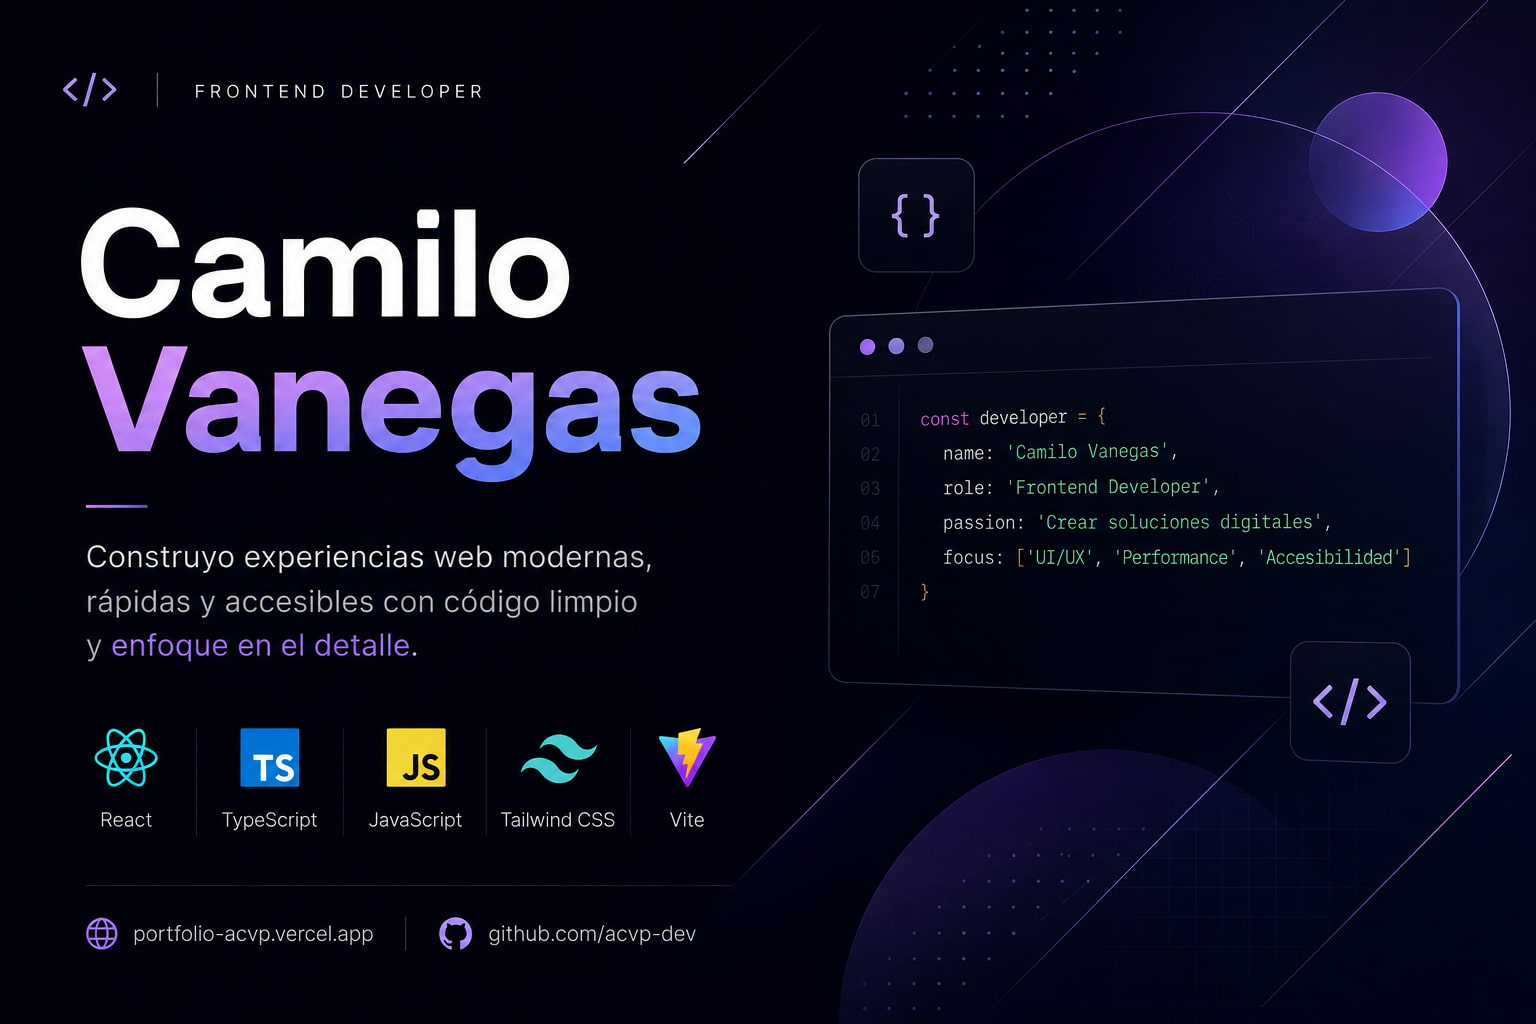 </>
FRONTEND DEVELOPER
Camilo
Vanegas
Construyo experiencias web modernas,
rápidas y accesibles con código limpio
y enfoque en el detalle.
TS
JS
React
TypeScript
JavaScript
Tailwind CSS
Vite
portfolio-acvp.vercel.app
github.com/acvp-dev
{ }
01 const developer = {
02 name: 'Camilo Vanegas',
03 role: 'Frontend Developer',
04 passion: 'Crear soluciones digitales',
05 focus: ['UI/UX', 'Performance', 'Accesibilidad']
07 }
</>